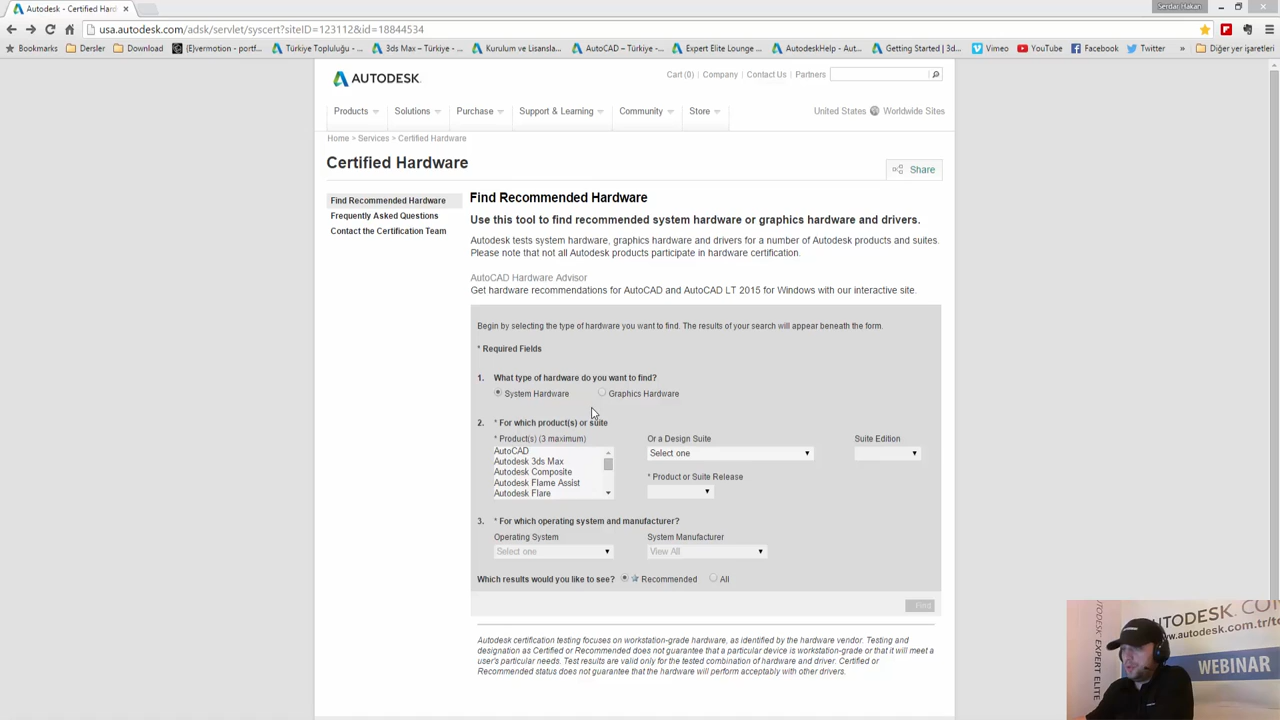 Autodesk - Certified Hard
Serdar Hakan
usa.autodesk.com/adsk/servlet/syscert?siteID=123112&id=18844534
Bookmarks Dersler Download (E)vermotion - portf... Türkiye Topluluğu -... 3ds Max – Türkiye -... Kurulum ve Lisansla... AutoCAD – Türkiye -... Expert Elite Lounge ... AutodeskHelp - Aut... Getting Started | 3d... Vimeo YouTube Facebook Twitter » Diğer yer işaretleri
AUTODESK.
Cart (0) | Company | Contact Us | Partners
Products Solutions Purchase Support & Learning Community Store
United States Worldwide Sites
Home > Services > Certified Hardware
Certified Hardware
Share
Find Recommended Hardware
Frequently Asked Questions
Contact the Certification Team
Find Recommended Hardware
Use this tool to find recommended system hardware or graphics hardware and drivers.
Autodesk tests system hardware, graphics hardware and drivers for a number of Autodesk products and suites.
Please note that not all Autodesk products participate in hardware certification.
AutoCAD Hardware Advisor
Get hardware recommendations for AutoCAD and AutoCAD LT 2015 for Windows with our interactive site.
Begin by selecting the type of hardware you want to find. The results of your search will appear beneath the form.
* Required Fields
1. What type of hardware do you want to find?
System Hardware Graphics Hardware
2. * For which product(s) or suite
* Product(s) (3 maximum)
AutoCAD
Autodesk 3ds Max
Autodesk Composite
Autodesk Flame Assist
Autodesk Flare
Or a Design Suite
Select one
Suite Edition
* Product or Suite Release
3. * For which operating system and manufacturer?
Operating System
Select one
System Manufacturer
View All
Which results would you like to see? Recommended All
Find
Autodesk certification testing focuses on workstation-grade hardware, as identified by the hardware vendor. Testing and
designation as Certified or Recommended does not guarantee that a particular device is workstation-grade or that it will meet a
user's particular needs. Test results are valid only for the tested combination of hardware and driver. Certified or
Recommended status does not guarantee that the hardware will perform acceptably with other drivers.
AUTODESK EXPERT ELITE
AUTODESK.CO
www.autodesk.com.tr/t
WEBINAR